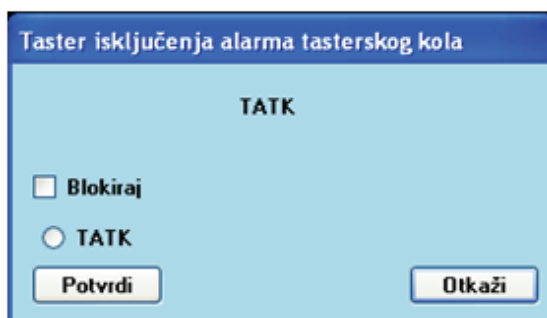 Taster isključenja alarma tasterskog kola
TATK
Blokiraj
TATK
Potvrdi Otkaži